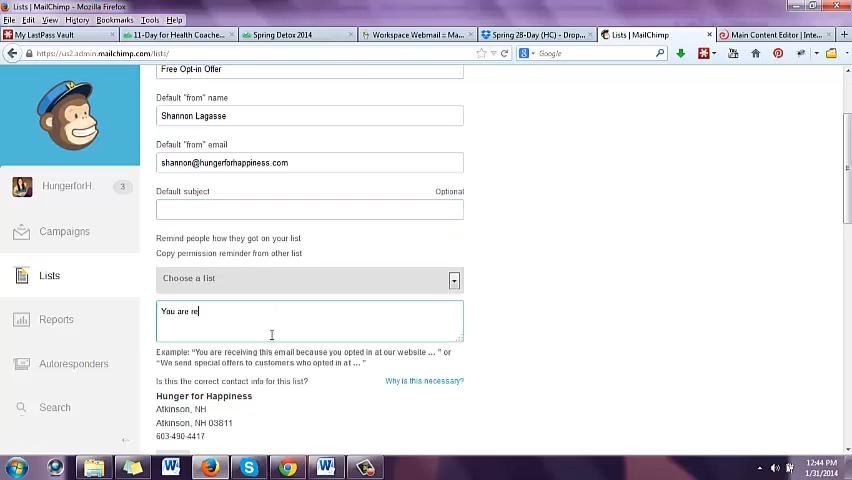 Lists | MailChimp - Mozilla Firefox
File Edit View History Bookmarks Tools Help
My LastPass Vault
11-Day for Health Coache...
Spring Detox 2014
Workspace Webmail :: Ma...
Spring 28-Day (HC) - Drop...
Lists | MailChimp
Main Content Editor | Inte...
https://us2.admin.mailchimp.com/lists/
Google
Free Opt-in Offer
Default "from" name
Shannon Lagasse
Default "from" email
shannon@hungerforhappiness.com
HungerforH. 3
Default subject Optional
Campaigns
Remind people how they got on your list
Copy permission reminder from other list
Lists
Choose a list
You are re
Reports
Example: "You are receiving this email because you opted in at our website ... " or
"We send special offers to customers who opted in at ... "
Autoresponders
Is this the correct contact info for this list? Why is this necessary?
Hunger for Happiness
Atkinson, NH
Search
Atkinson, NH 03811
603-490-4417
12:44 PM
1/31/2014